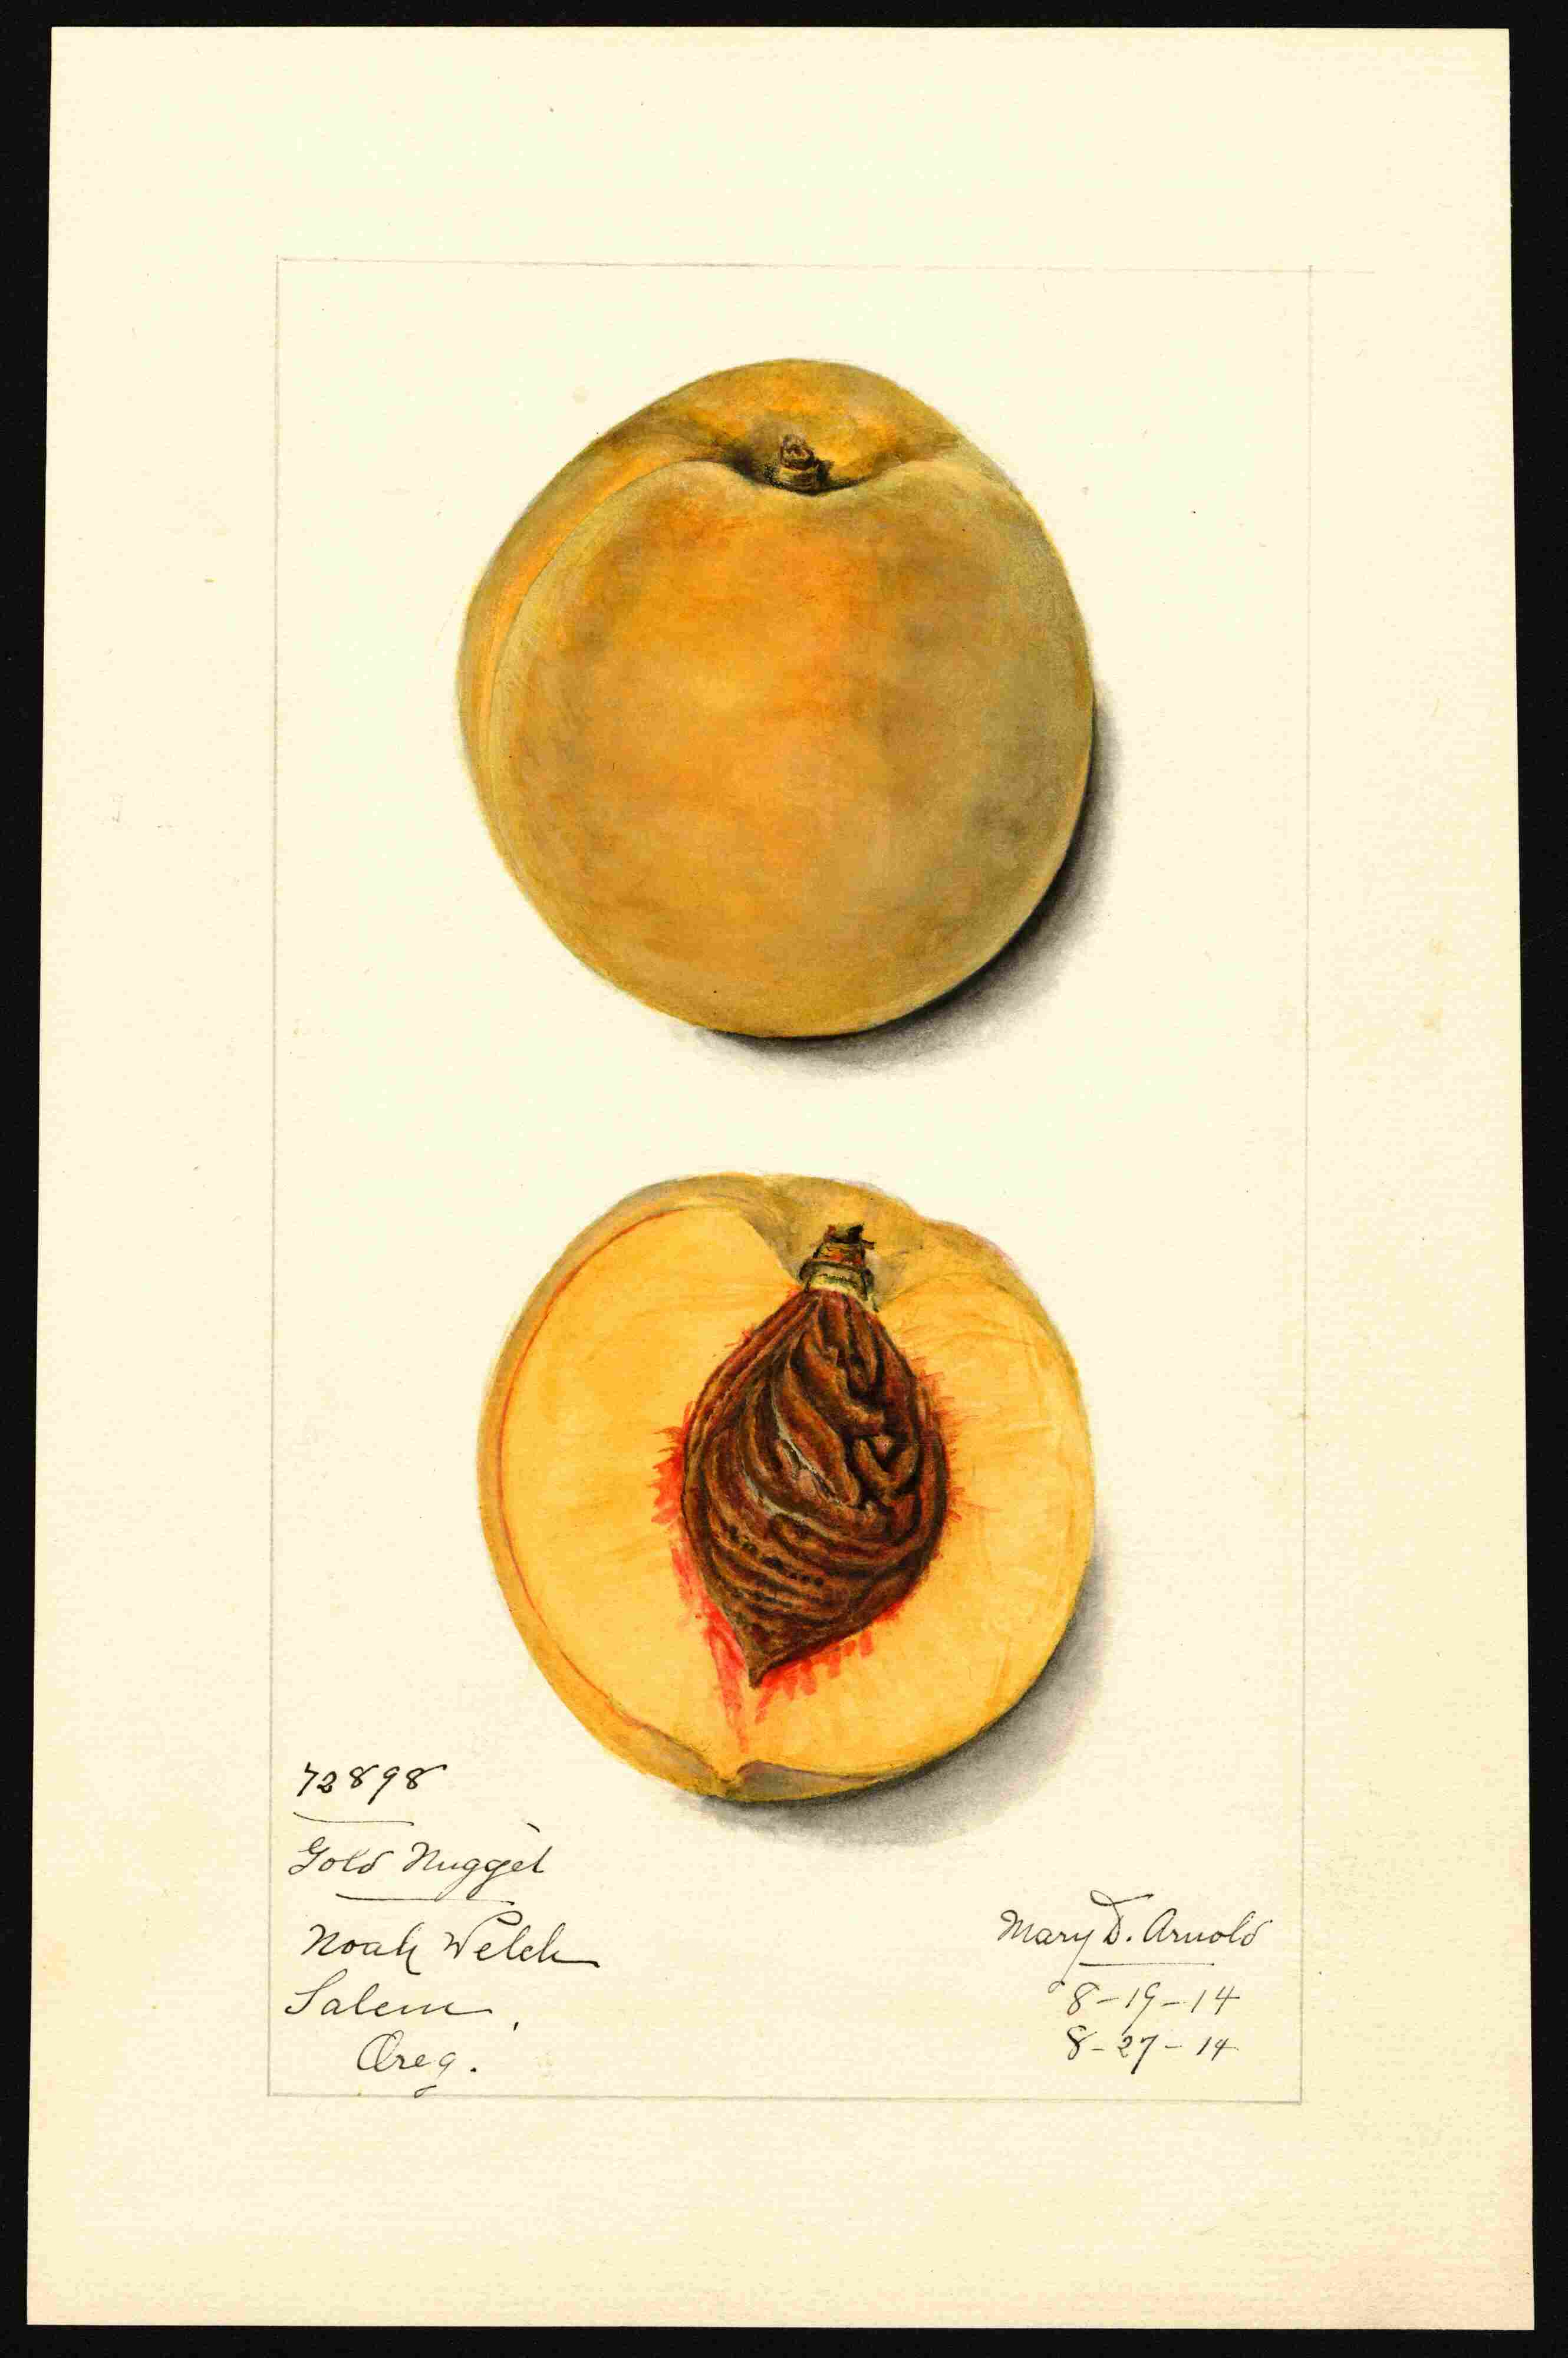 72898
Gold Nugget
Noah Welch
Salem,
Oreg.
Mary D. Arnold
8-19-14
8-27-14